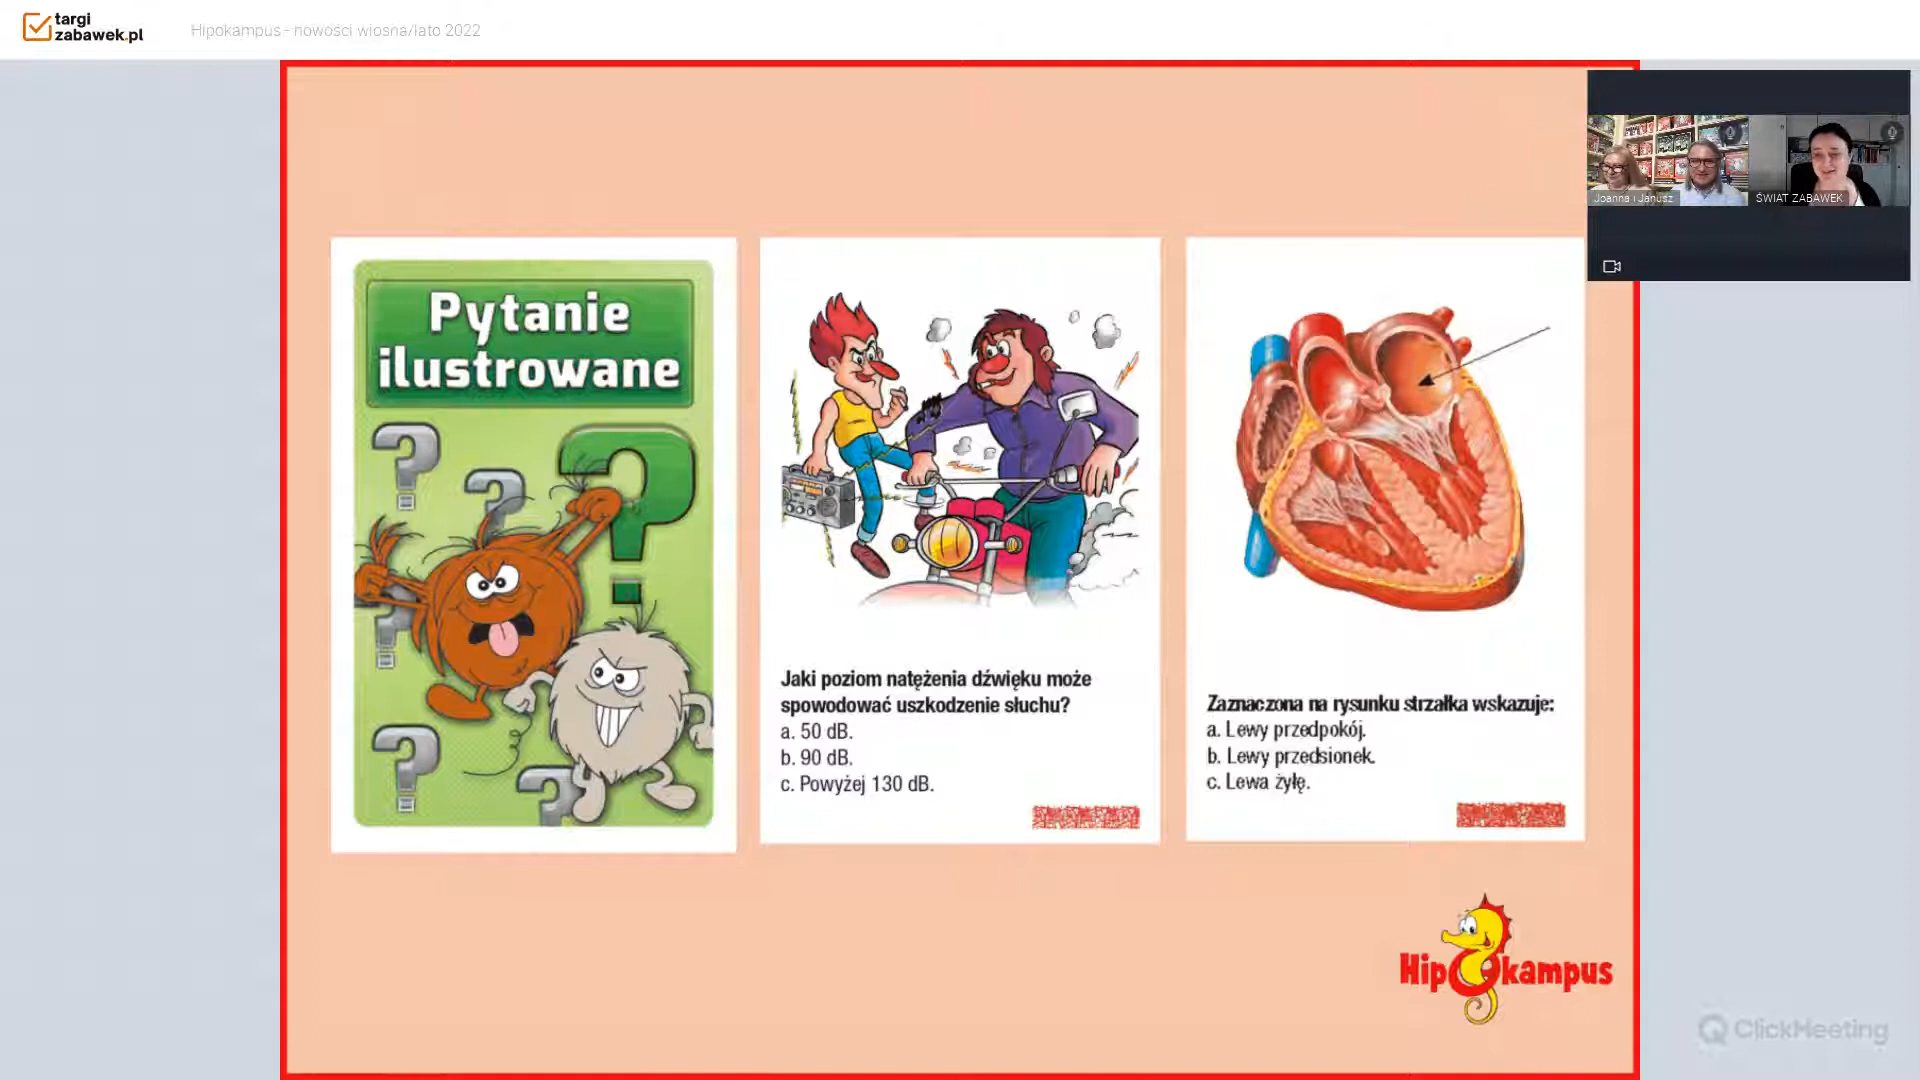 targi
zabawek.pl
Hipokampus - nowości wiosna/lato 2022
Joanna i Janusz
ŚWIAT ZABAWEK
Pytanie
ilustrowane
Jaki poziom natężenia dźwięku może
spowodować uszkodzenie słuchu?
a. 50 dB.
b. 90 dB.
c. Powyżej 130 dB.
Zaznaczona na rysunku strzałka wskazuje:
a. Lewy przedpokój.
b. Lewy przedsionek.
c. Lewa żyłę.
Hipokampus
ClickMeeting